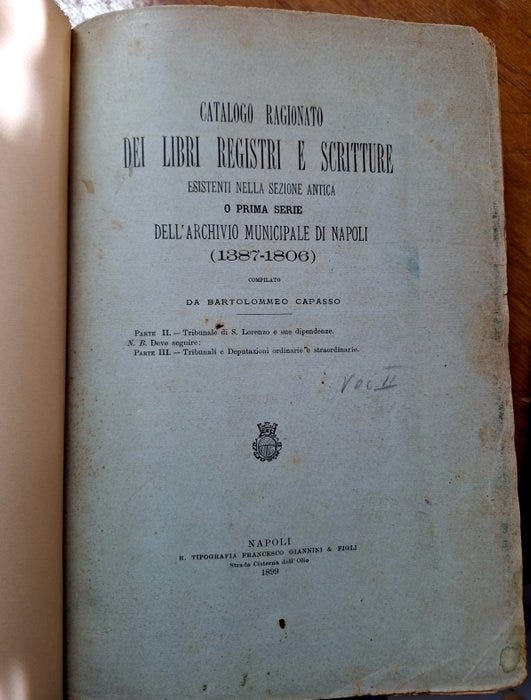 CATALOGO RAGIONATO
DEI LIBRI REGISTRI E SCRITTURE
ESISTENTI NELLA SEZIONE ANTICA
O PRIMA SERIE
DELL'ARCHIVIO MUNICIPALE DI NAPOLI
(1387-1806)
COMPILATO
DA BARTOLOMMEO CAPASSO
PARTE II. — Tribunale di S. Lorenzo e sue dipendenze.
N. B. Deve seguire:
PARTE III. — Tribunali e Deputazioni ordinarie e straordinarie.
VOL II
NAPOLI
R. TIPOGRAFIA FRANCESCO GIANNINI & FIGLI
Strada Cisterna dell'Olio
1899